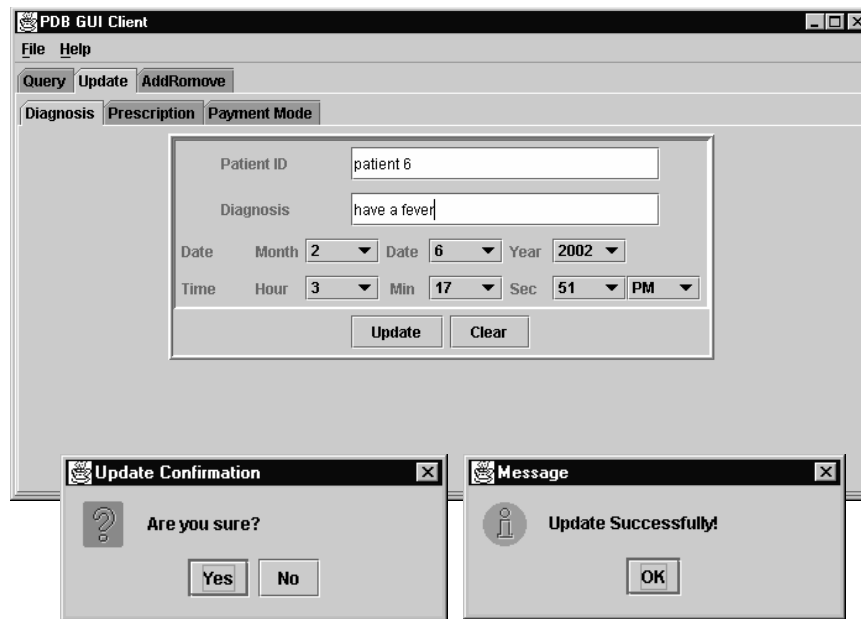 PDB GUI Client
File Help
Query Update AddRomove
Diagnosis Prescription Payment Mode
Patient ID patient 6
Diagnosis have a fever
Date Month 2 Date 6 Year 2002
Time Hour 3 Min 17 Sec 51 PM
Update Clear
Update Confirmation
Are you sure?
Yes No
Message
Update Successfully!
OK